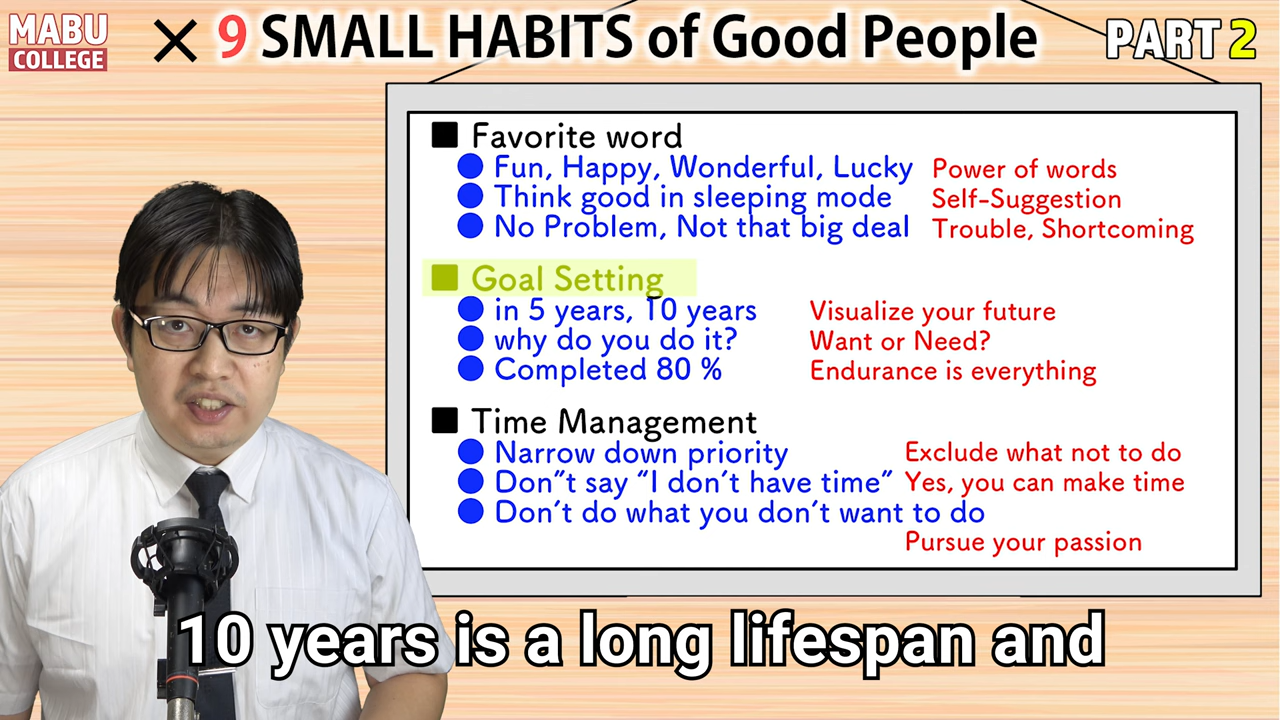 MABU
COLLEGE
× 9 SMALL HABITS of Good People
PART 2
■ Favorite word
● Fun, Happy, Wonderful, Lucky Power of words
● Think good in sleeping mode Self-Suggestion
● No Problem, Not that big deal Trouble, Shortcoming
■ Goal Setting
● in 5 years, 10 years Visualize your future
● why do you do it? Want or Need?
● Completed 80 % Endurance is everything
■ Time Management
● Narrow down priority Exclude what not to do
● Don”t say “I don’t have time” Yes, you can make time
● Don’t do what you don’t want to do
Pursue your passion
10 years is a long lifespan and